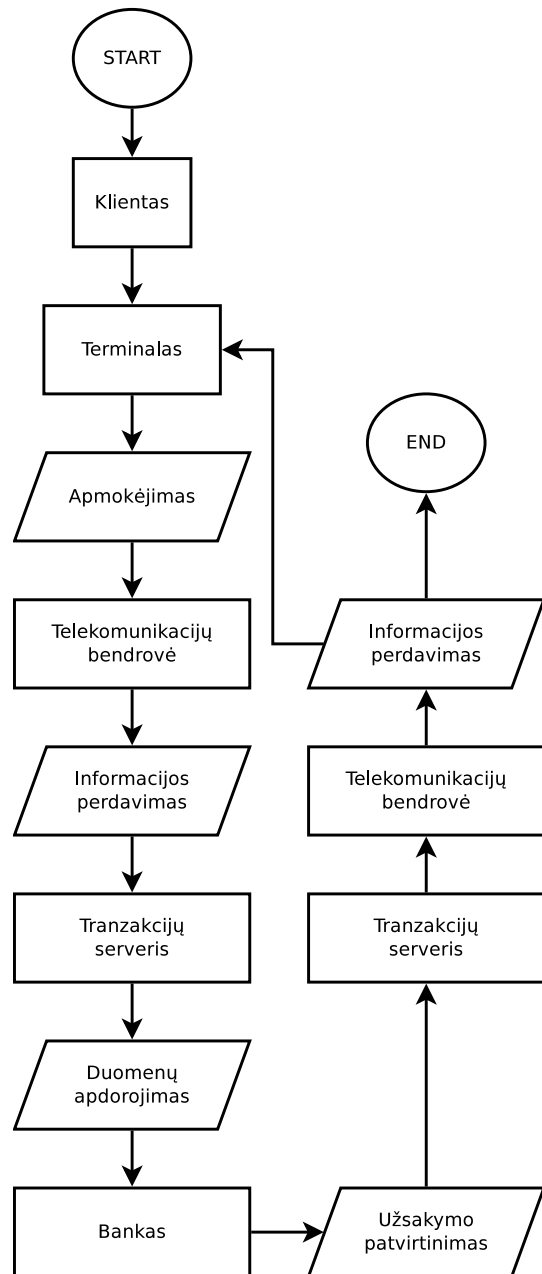 START
Klientas
Terminalas
Apmokėjimas
Telekomunikacijų
bendrovė
Informacijos
perdavimas
Tranzakcijų
serveris
Duomenų
apdorojimas
Bankas
Užsakymo
patvirtinimas
Tranzakcijų
serveris
Telekomunikacijų
bendrovė
Informacijos
perdavimas
END